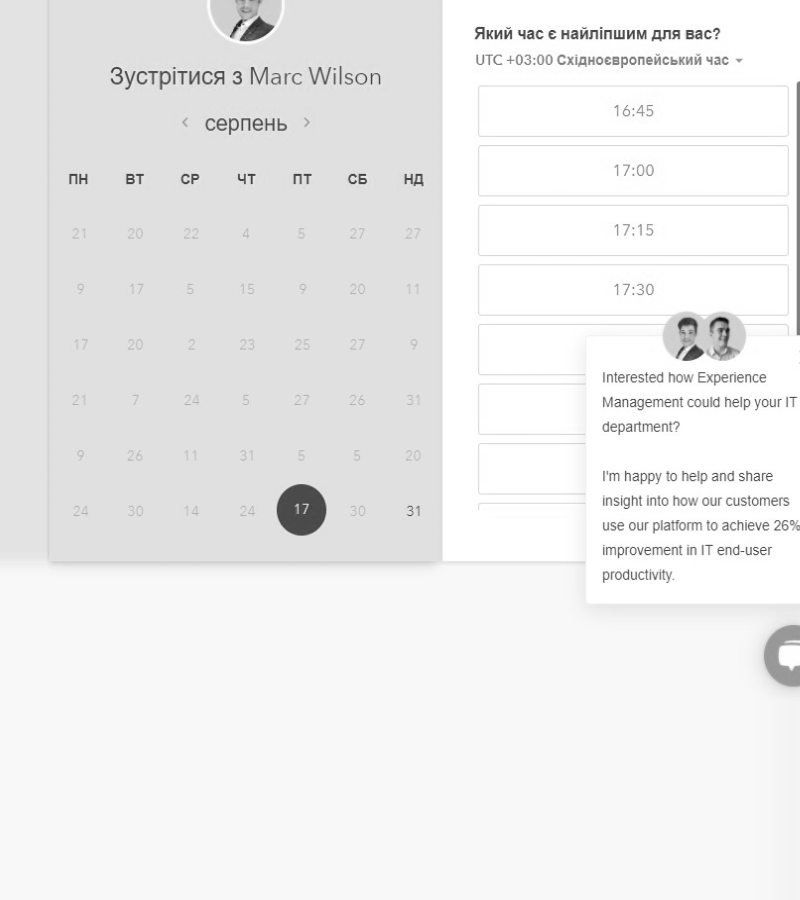 Зустрітися з Marc Wilson
серпень
ПН ВТ СР ЧТ ПТ СБ НД
21 20 22 4 5 27 27
9 17 5 15 9 20 11
17 20 2 23 25 27 9
21 7 24 5 27 26 31
9 26 11 31 5 5 20
24 30 14 24 17 30 31
Який час є найліпшим для вас?
UTC +03:00 Східноєвропейський час
16:45
17:00
17:15
17:30
Interested how Experience
Management could help your IT
department?
I'm happy to help and share
insight into how our customers
use our platform to achieve 26%
improvement in IT end-user
productivity.